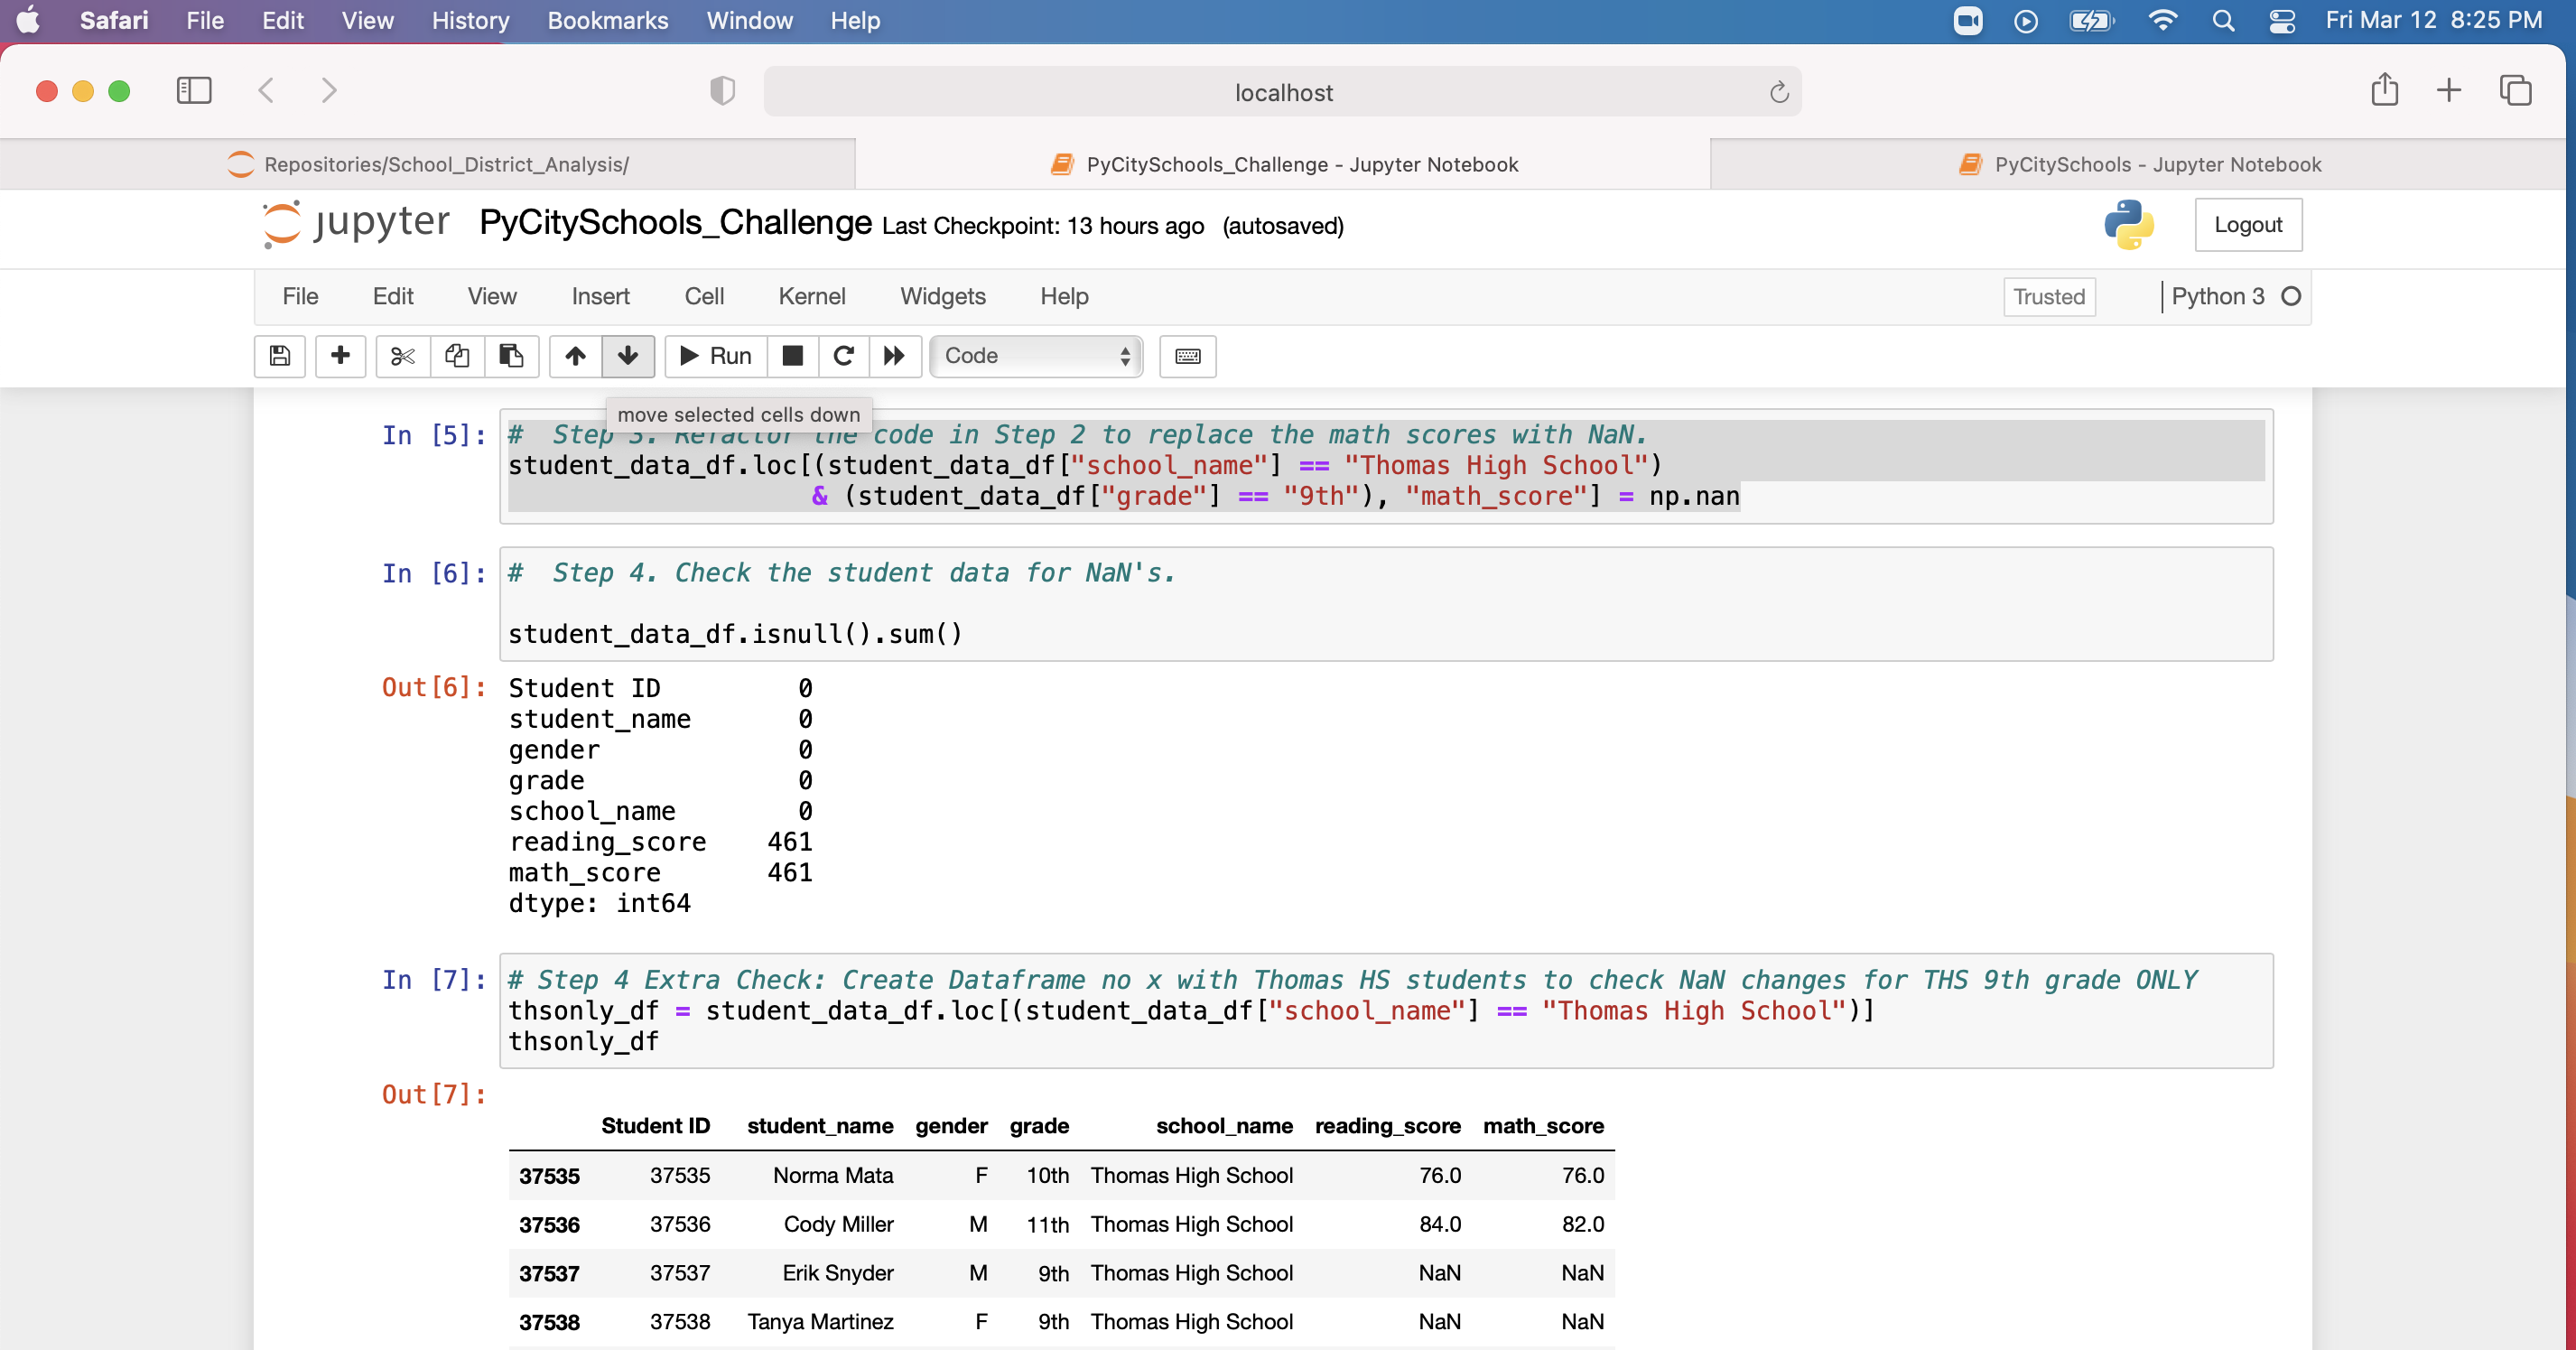 Safari File Edit View History Bookmarks Window Help Fri Mar 12 8:25 PM
localhost
Repositories/School_District_Analysis/ PyCitySchools_Challenge - Jupyter Notebook PyCitySchools - Jupyter Notebook
jupyter PyCitySchools_Challenge Last Checkpoint: 13 hours ago (autosaved) Logout
File Edit View Insert Cell Kernel Widgets Help Trusted Python 3
Run Code
move selected cells down
In [5]: # Step 3. Refactor the code in Step 2 to replace the math scores with NaN.
student_data_df.loc[(student_data_df["school_name"] == "Thomas High School")
& (student_data_df["grade"] == "9th"), "math_score"] = np.nan
In [6]: # Step 4. Check the student data for NaN's.
student_data_df.isnull().sum()
Out[6]: Student ID 0
student_name 0
gender 0
grade 0
school_name 0
reading_score 461
math_score 461
dtype: int64
In [7]: # Step 4 Extra Check: Create Dataframe no x with Thomas HS students to check NaN changes for THS 9th grade ONLY
thsonly_df = student_data_df.loc[(student_data_df["school_name"] == "Thomas High School")]
thsonly_df
Out[7]:
Student ID student_name gender grade school_name reading_score math_score
37535 37535 Norma Mata F 10th Thomas High School 76.0 76.0
37536 37536 Cody Miller M 11th Thomas High School 84.0 82.0
37537 37537 Erik Snyder M 9th Thomas High School NaN NaN
37538 37538 Tanya Martinez F 9th Thomas High School NaN NaN